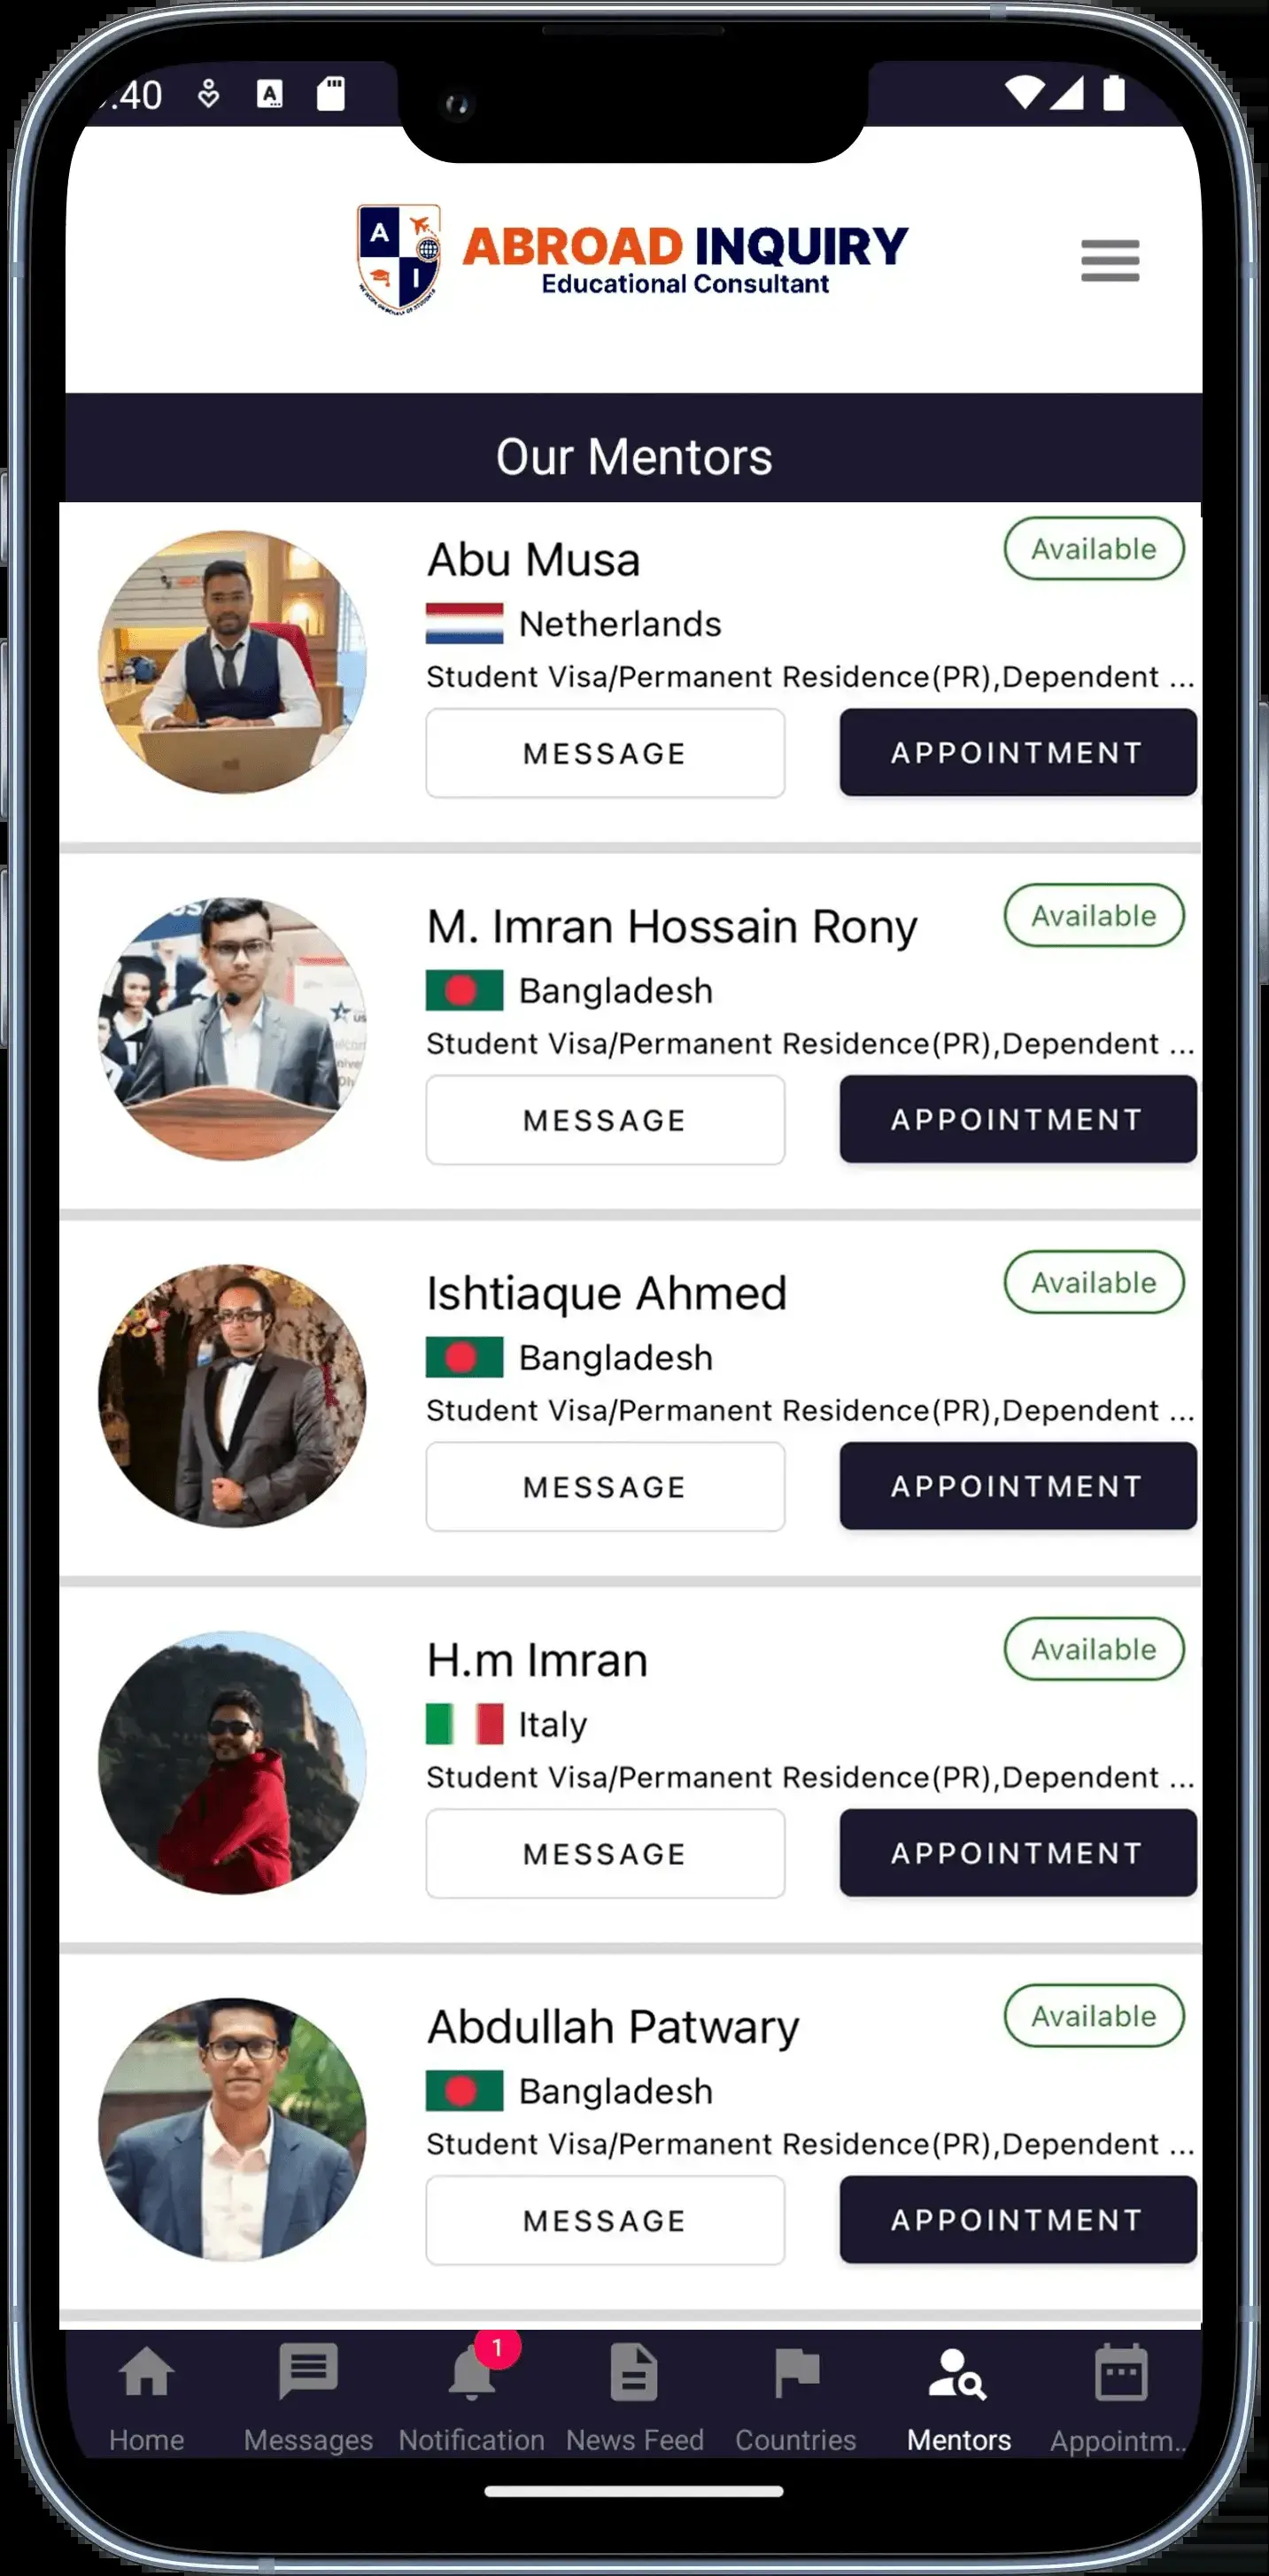 :40
A
A
I
ABROAD INQUIRY
Educational Consultant
Our Mentors
Abu Musa
Available
Netherlands
Student Visa/Permanent Residence(PR),Dependent ...
MESSAGE
APPOINTMENT
M. Imran Hossain Rony
Available
Bangladesh
Student Visa/Permanent Residence(PR),Dependent ...
MESSAGE
APPOINTMENT
Ishtiaque Ahmed
Available
Bangladesh
Student Visa/Permanent Residence(PR),Dependent ...
MESSAGE
APPOINTMENT
H.m Imran
Available
Italy
Student Visa/Permanent Residence(PR),Dependent ...
MESSAGE
APPOINTMENT
Abdullah Patwary
Available
Bangladesh
Student Visa/Permanent Residence(PR),Dependent ...
MESSAGE
APPOINTMENT
1
Home Messages Notification News Feed Countries Mentors Appointm..